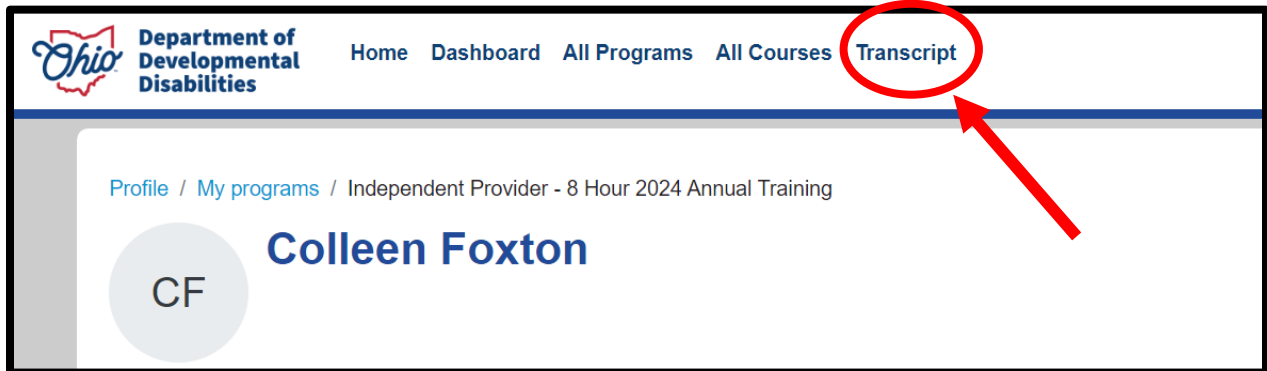 Ohio
Department of
Developmental
Disabilities
Home Dashboard All Programs All Courses Transcript
Profile / My programs / Independent Provider - 8 Hour 2024 Annual Training
CF
Colleen Foxton